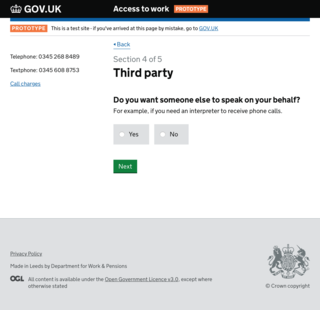 GOV.UK Access to work PROTOTYPE
PROTOTYPE This is a test site - if you've arrived at this page by mistake, go to GOV.UK
Back
Telephone: 0345 268 8489
Textphone: 0345 608 8753
Call charges
Section 4 of 5
Third party
Do you want someone else to speak on your behalf?
For example, if you need an interpreter to receive phone calls.
Yes No
Next
Privacy Policy
Made in Leeds by Department for Work & Pensions
OGL All content is available under the Open Government Licence v3.0, except where
otherwise stated
© Crown copyright